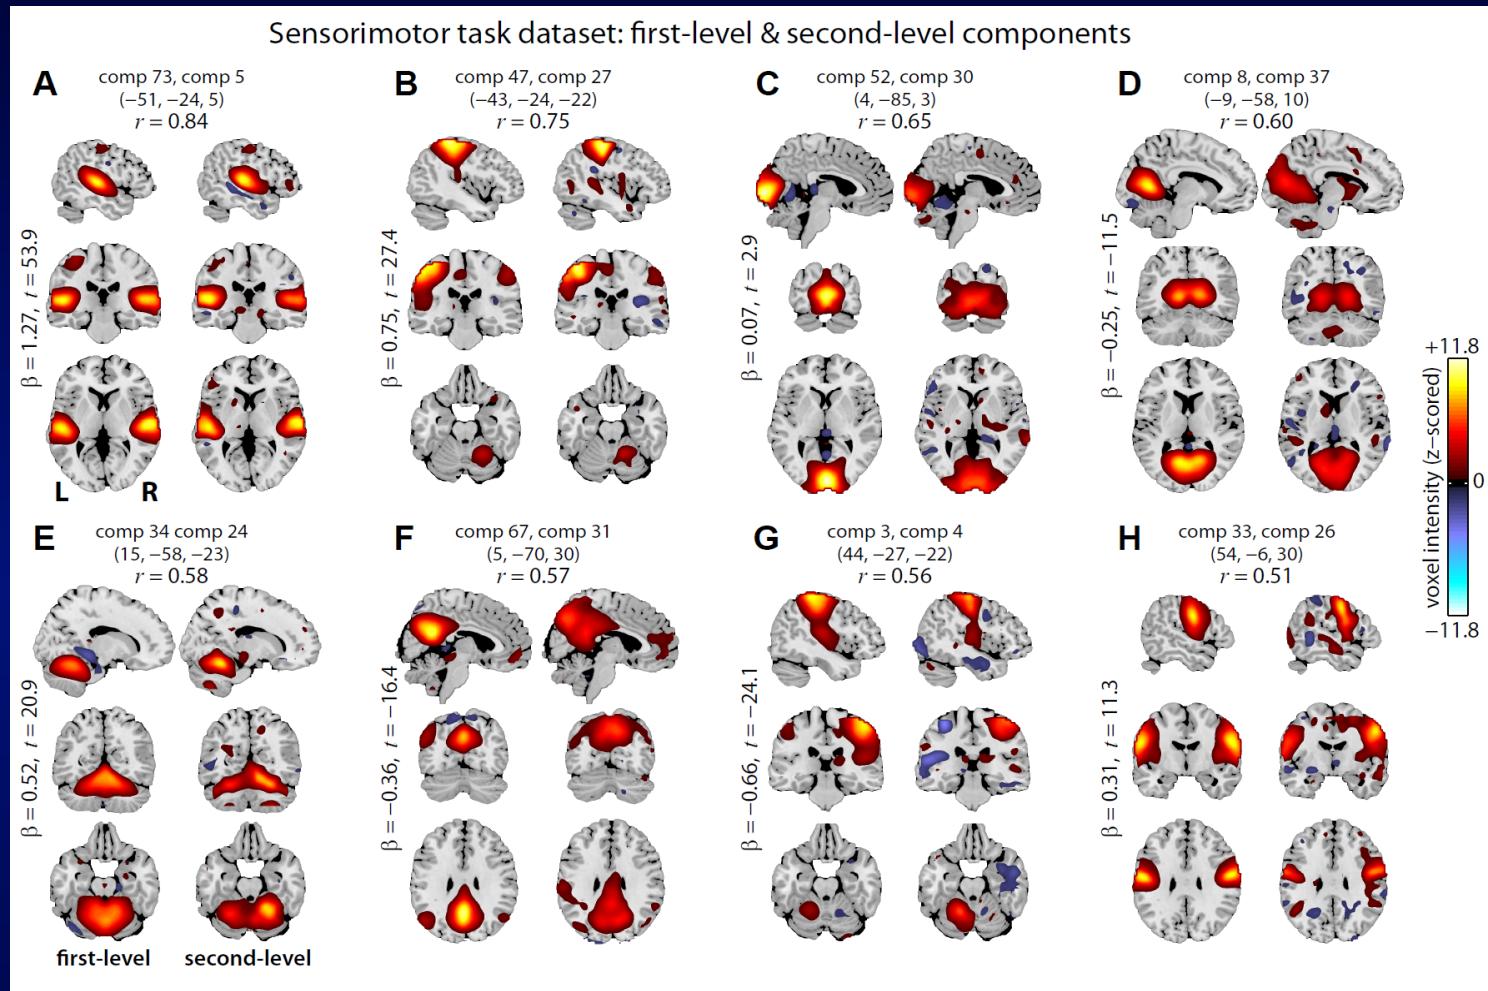 Sensorimotor task dataset: first-level & second-level components
A
comp 73, comp 5
(−51, −24, 5)
r = 0.84
β = 1.27, t = 53.9
L
R
B
comp 47, comp 27
(−43, −24, −22)
r = 0.75
β = 0.75, t = 27.4
C
comp 52, comp 30
(4, −85, 3)
r = 0.65
β = 0.07, t = 2.9
D
comp 8, comp 37
(−9, −58, 10)
r = 0.60
β = −0.25, t = −11.5
E
comp 34 comp 24
(15, −58, −23)
r = 0.58
β = 0.52, t = 20.9
first-level
second-level
F
comp 67, comp 31
(5, −70, 30)
r = 0.57
β = −0.36, t = −16.4
G
comp 3, comp 4
(44, −27, −22)
r = 0.56
β = −0.66, t = −24.1
H
comp 33, comp 26
(54, −6, 30)
r = 0.51
β = 0.31, t = 11.3
+11.8
0
−11.8
voxel intensity (z−scored)